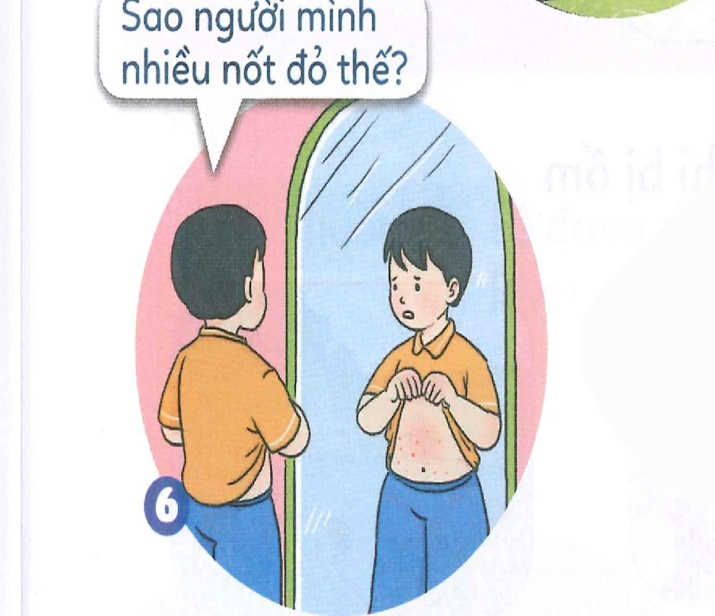 Sao người mình
nhiều nốt đỏ thế?
6